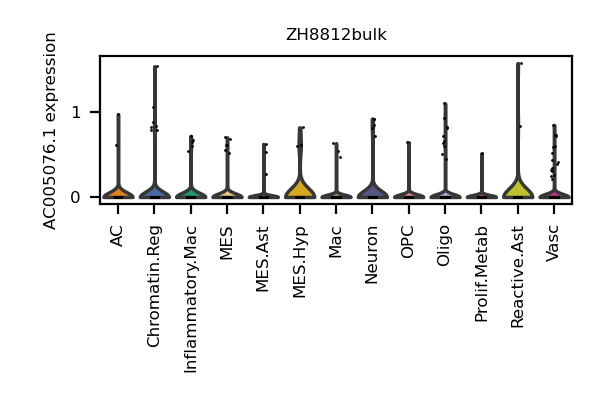 ZH8812bulk
AC005076.1 expression
1
0
AC
Chromatin.Reg
Inflammatory.Mac
MES
MES.Ast
MES.Hyp
Mac
Neuron
OPC
Oligo
Prolif.Metab
Reactive.Ast
Vasc